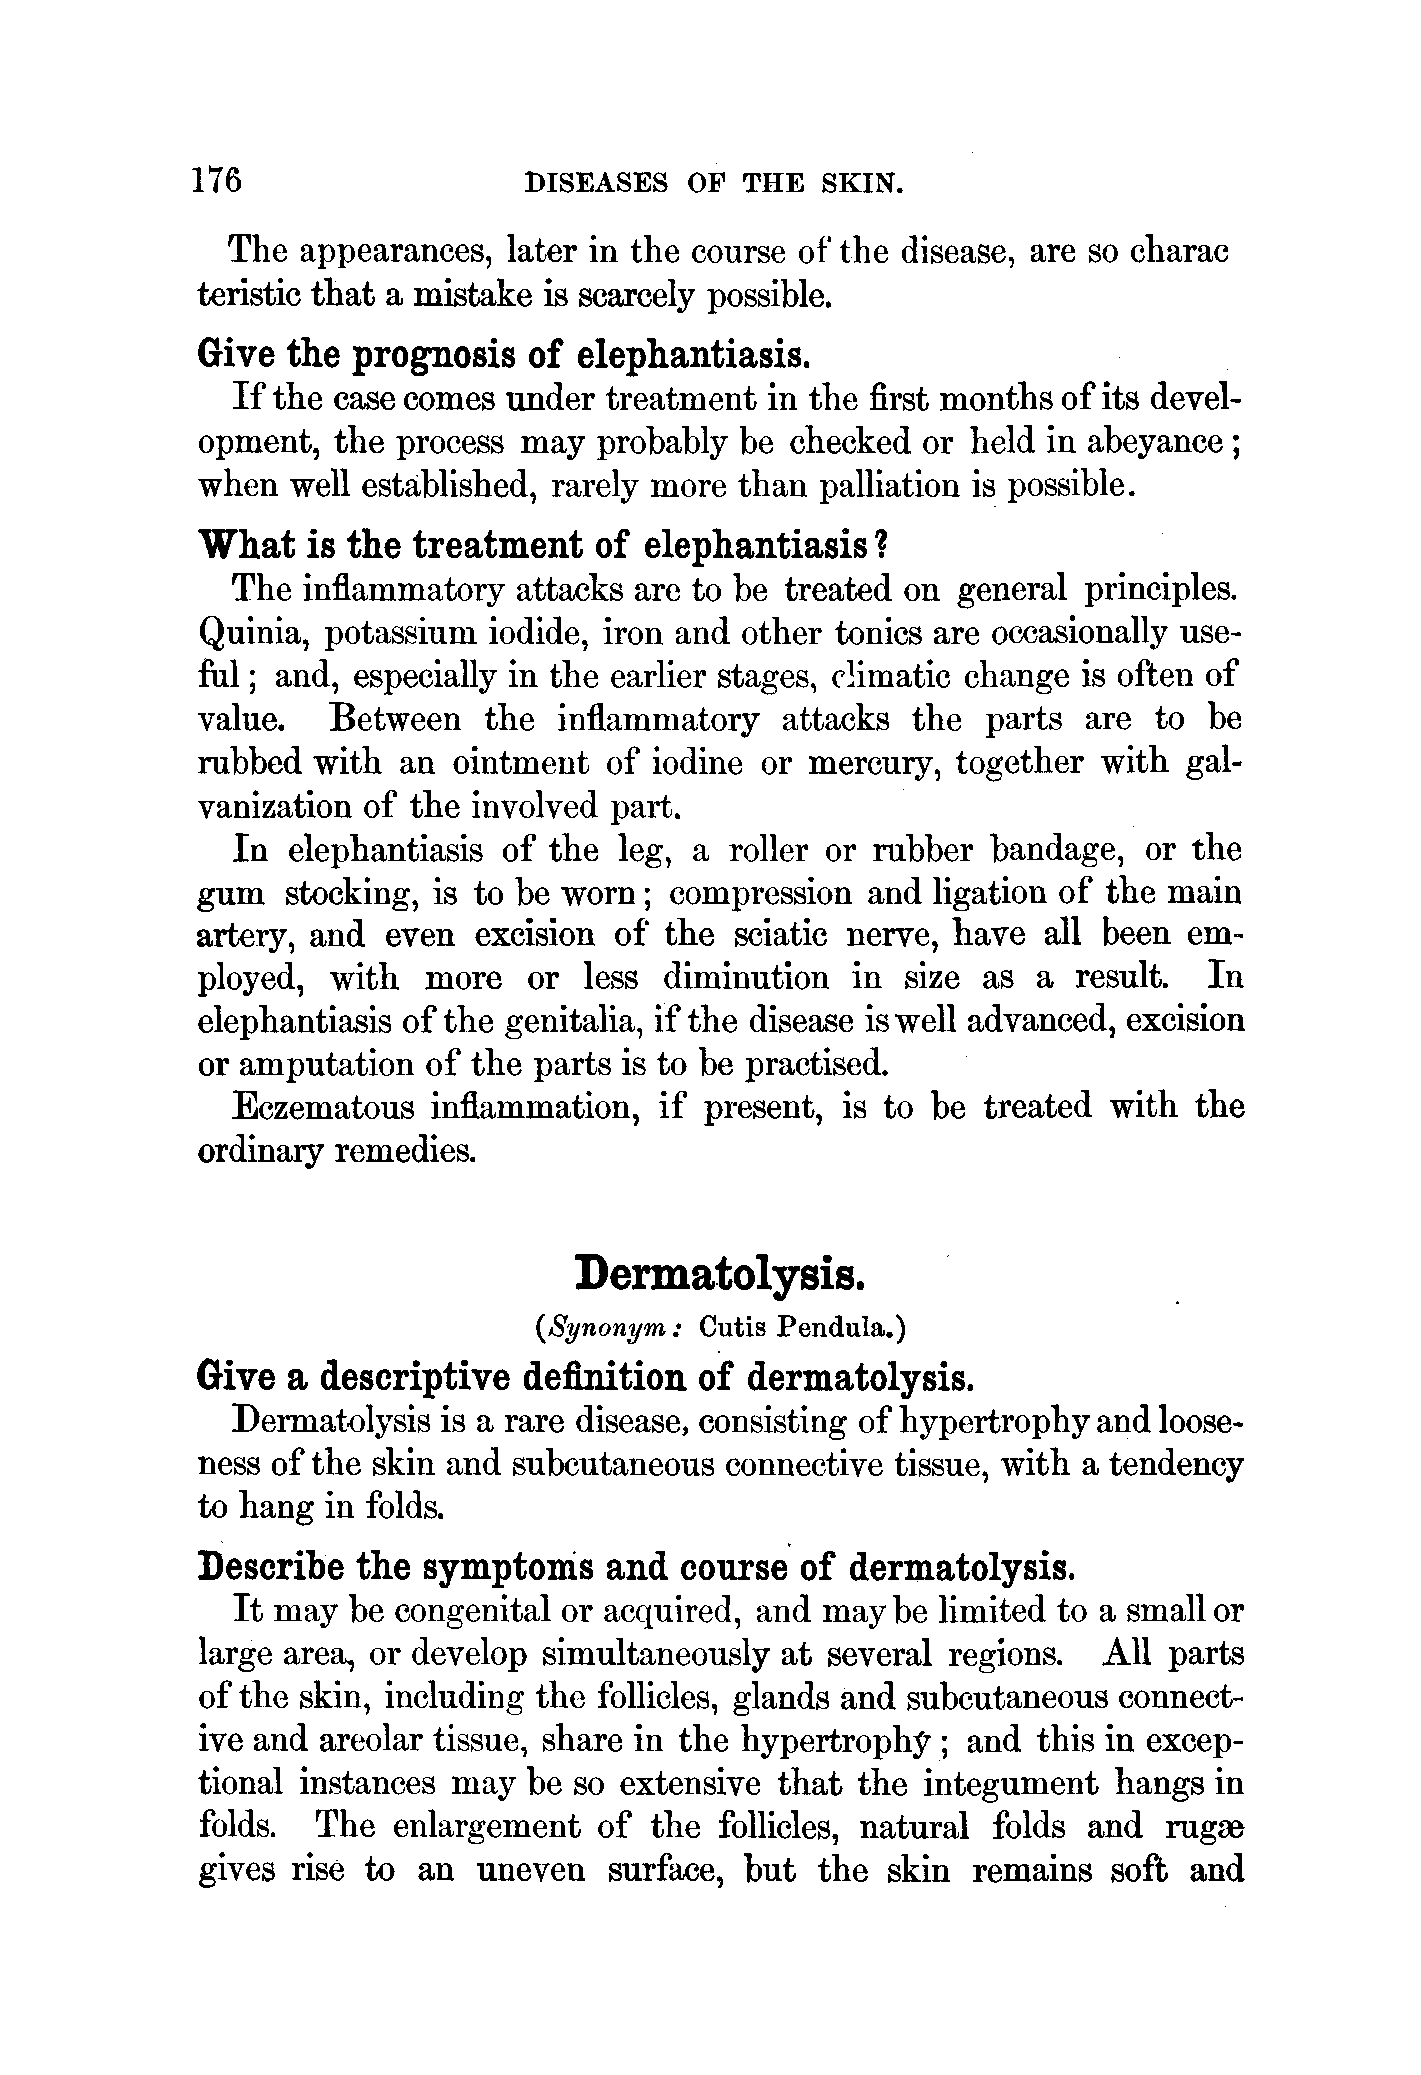 176 DISEASES OF THE SKIN.
The appearances, later in the course of the disease, are so charac
teristic that a mistake is scarcely possible.
Give the prognosis of elephantiasis.
If the case comes under treatment in the first months of its devel-
opment, the process may probably be checked or held in abeyance;
when well established, rarely more than palliation is possible.
What is the treatment of elephantiasis?
The inflammatory attacks are to be treated on general principles.
Quinia, potassium iodide, iron and other tonics are occasionally use-
ful; and, especially in the earlier stages, climatic change is often of
value. Between the inflammatory attacks the parts are to be
rubbed with an ointment of iodine or mercury, together with gal-
vanization of the involved part.
In elephantiasis of the leg, a roller or rubber bandage, or the
gum stocking, is to be worn; compression and ligation of the main
artery, and even excision of the sciatic nerve, have all been em-
ployed, with more or less diminution in size as a result. In
elephantiasis of the genitalia, if the disease is well advanced, excision
or amputation of the parts is to be practised.
Eczematous inflammation, if present, is to be treated with the
ordinary remedies.
Dermatolysis.
(Synonym: Cutis Pendula.)
Give a descriptive definition of dermatolysis.
Dermatolysis is a rare disease, consisting of hypertrophy and loose-
ness of the skin and subcutaneous connective tissue, with a tendency
to hang in folds.
Describe the symptoms and course of dermatolysis.
It may be congenital or acquired, and may be limited to a small or
large area, or develop simultaneously at several regions. All parts
of the skin, including the follicles, glands and subcutaneous connect-
ive and areolar tissue, share in the hypertrophy; and this in excep-
tional instances may be so extensive that the integument hangs in
folds. The enlargement of the follicles, natural folds and rugæ
gives rise to an uneven surface, but the skin remains soft and